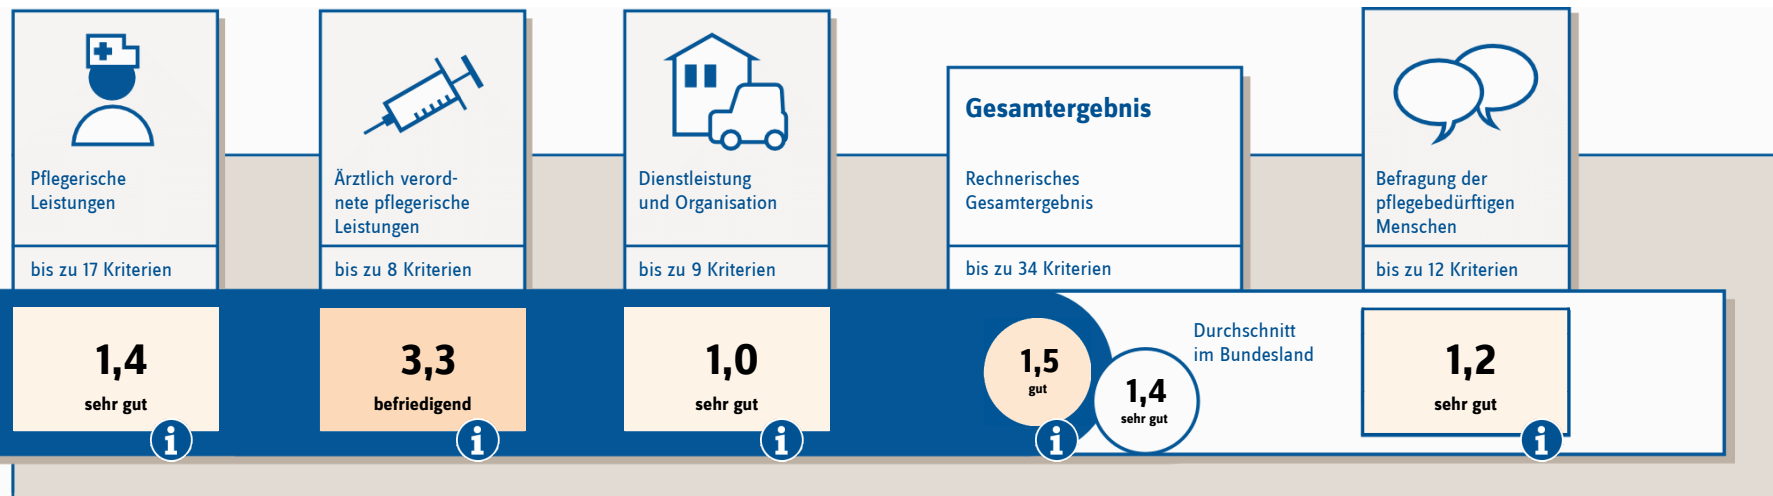 Pflegerische
Leistungen
bis zu 17 Kriterien
1,4
sehr gut
Ärztlich verord-
nete pflegerische
Leistungen
bis zu 8 Kriterien
3,3
befriedigend
Dienstleistung
und Organisation
bis zu 9 Kriterien
1,0
sehr gut
Gesamtergebnis
Rechnerisches
Gesamtergebnis
bis zu 34 Kriterien
1,5
gut
Durchschnitt
im Bundesland
1,4
sehr gut
Befragung der
pflegebedürftigen
Menschen
bis zu 12 Kriterien
1,2
sehr gut